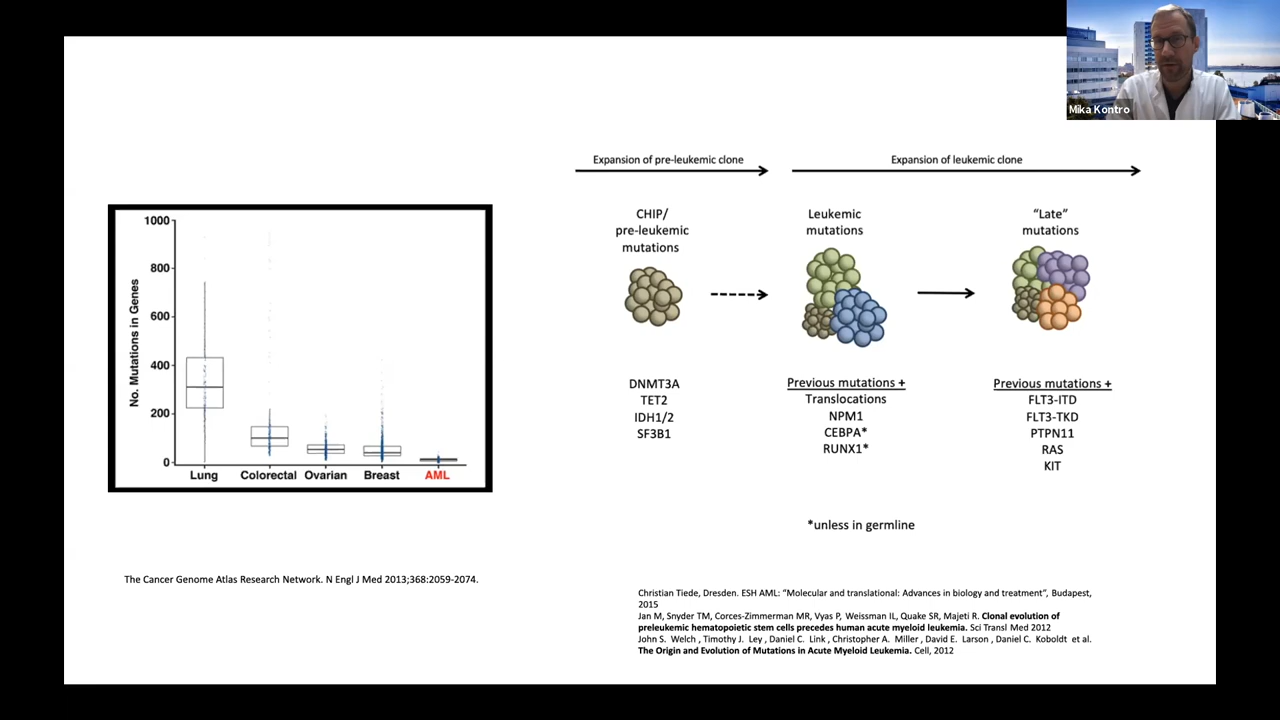 Mika Kontro
Expansion of pre-leukemic clone
Expansion of leukemic clone
CHIP/
pre-leukemic
mutations
Leukemic
mutations
“Late”
mutations
1000
800
600
400
200
0
No. Mutations in Genes
Lung
Colorectal
Ovarian
Breast
AML
DNMT3A
TET2
IDH1/2
SF3B1
Previous mutations +
Translocations
NPM1
CEBPA*
RUNX1*
Previous mutations +
FLT3-ITD
FLT3-TKD
PTPN11
RAS
KIT
*unless in germline
The Cancer Genome Atlas Research Network. N Engl J Med 2013;368:2059-2074.
Christian Tiede, Dresden. ESH AML: “Molecular and translational: Advances in biology and treatment”, Budapest,
2015
Jan M, Snyder TM, Corces-Zimmerman MR, Vyas P, Weissman IL, Quake SR, Majeti R. Clonal evolution of
preleukemic hematopoietic stem cells precedes human acute myeloid leukemia. Sci Transl Med 2012
John S. Welch , Timothy J. Ley , Daniel C. Link , Christopher A. Miller , David E. Larson , Daniel C. Koboldt et al.
The Origin and Evolution of Mutations in Acute Myeloid Leukemia. Cell, 2012